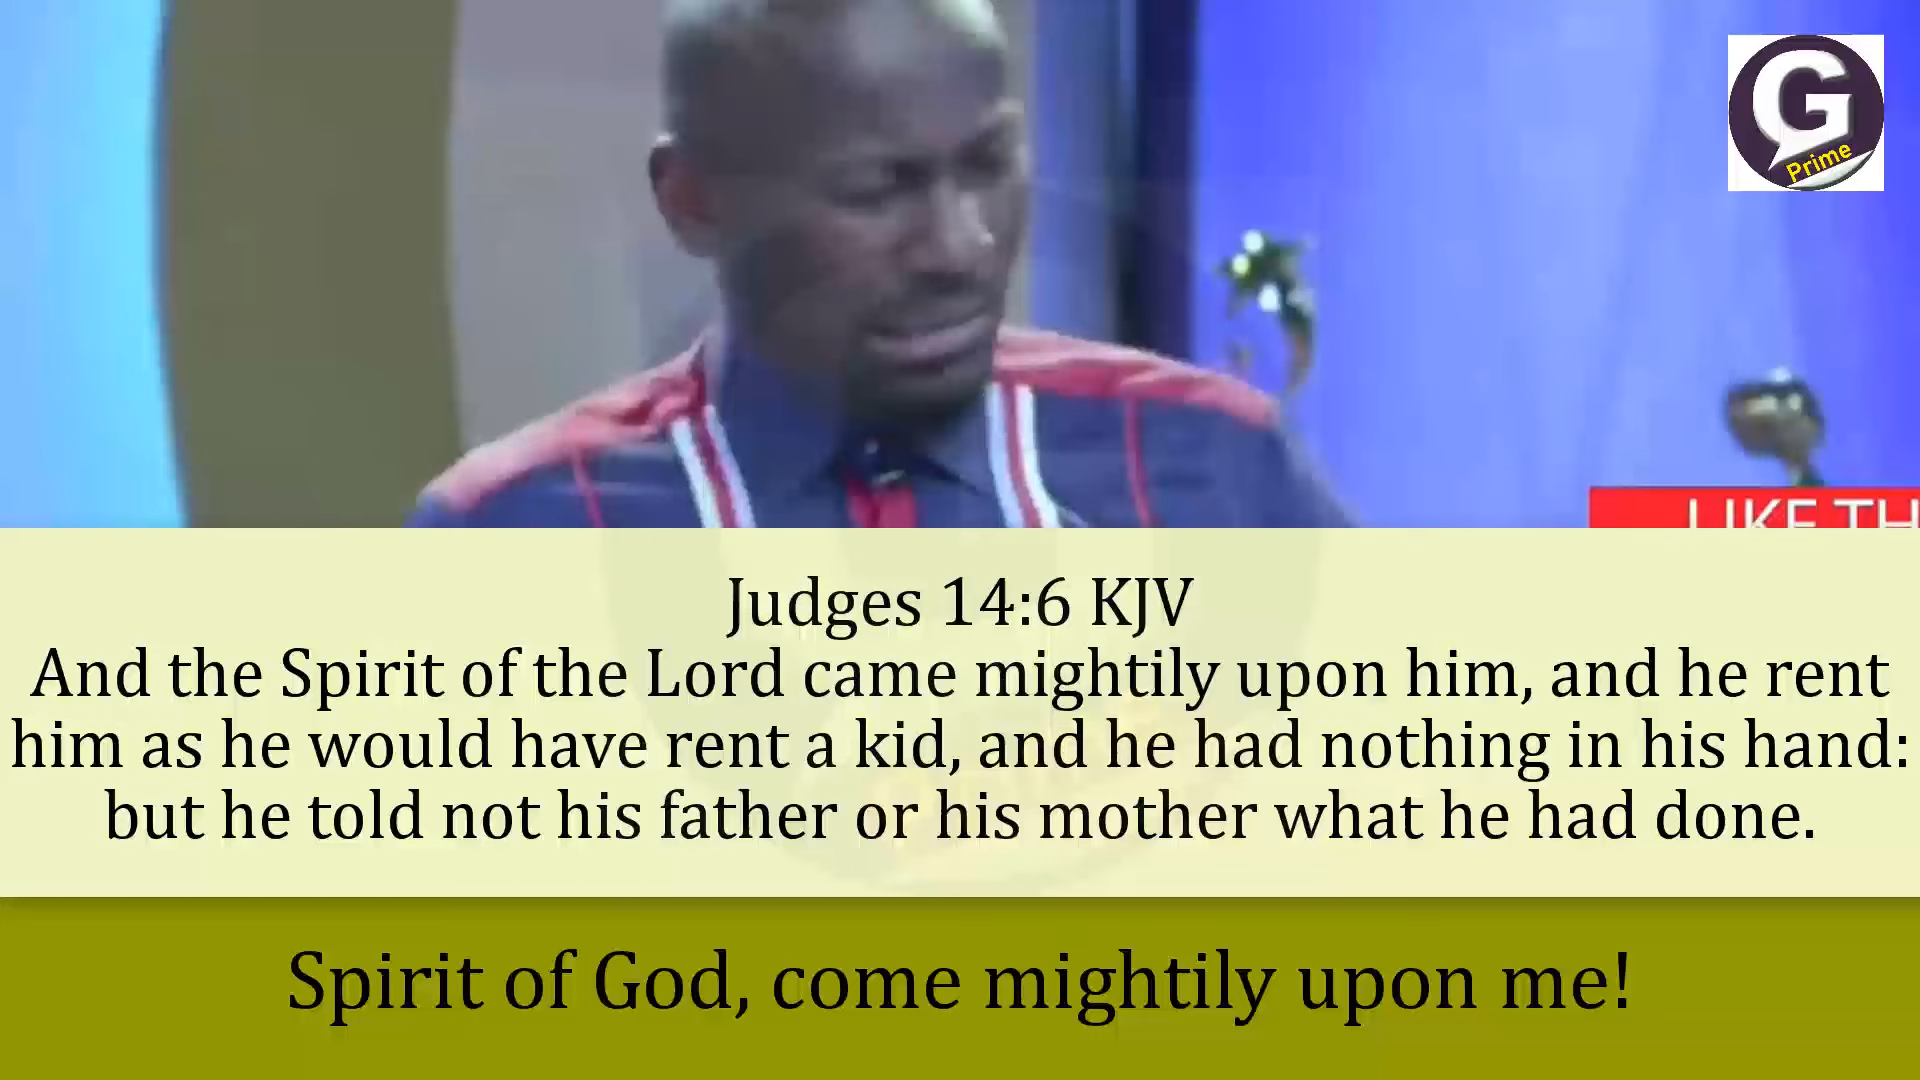 G
Prime
LIKE TH
Judges 14:6 KJV
And the Spirit of the Lord came mightily upon him, and he rent
him as he would have rent a kid, and he had nothing in his hand:
but he told not his father or his mother what he had done.
Spirit of God, come mightily upon me!